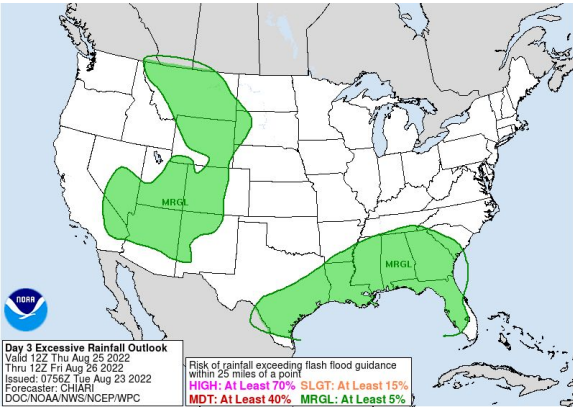 MRGL
MRGL
NOAA
Day 3 Excessive Rainfall Outlook
Valid 12Z Thu Aug 25 2022
Thru 12Z Fri Aug 26 2022
Issued: 0756Z Tue Aug 23 2022
Forecaster: CHIARI
DOC/NOAA/NWS/NCEP/WPC
Risk of rainfall exceeding flash flood guidance
within 25 miles of a point
HIGH: At Least 70% SLGT: At Least 15%
MDT: At Least 40% MRGL: At Least 5%